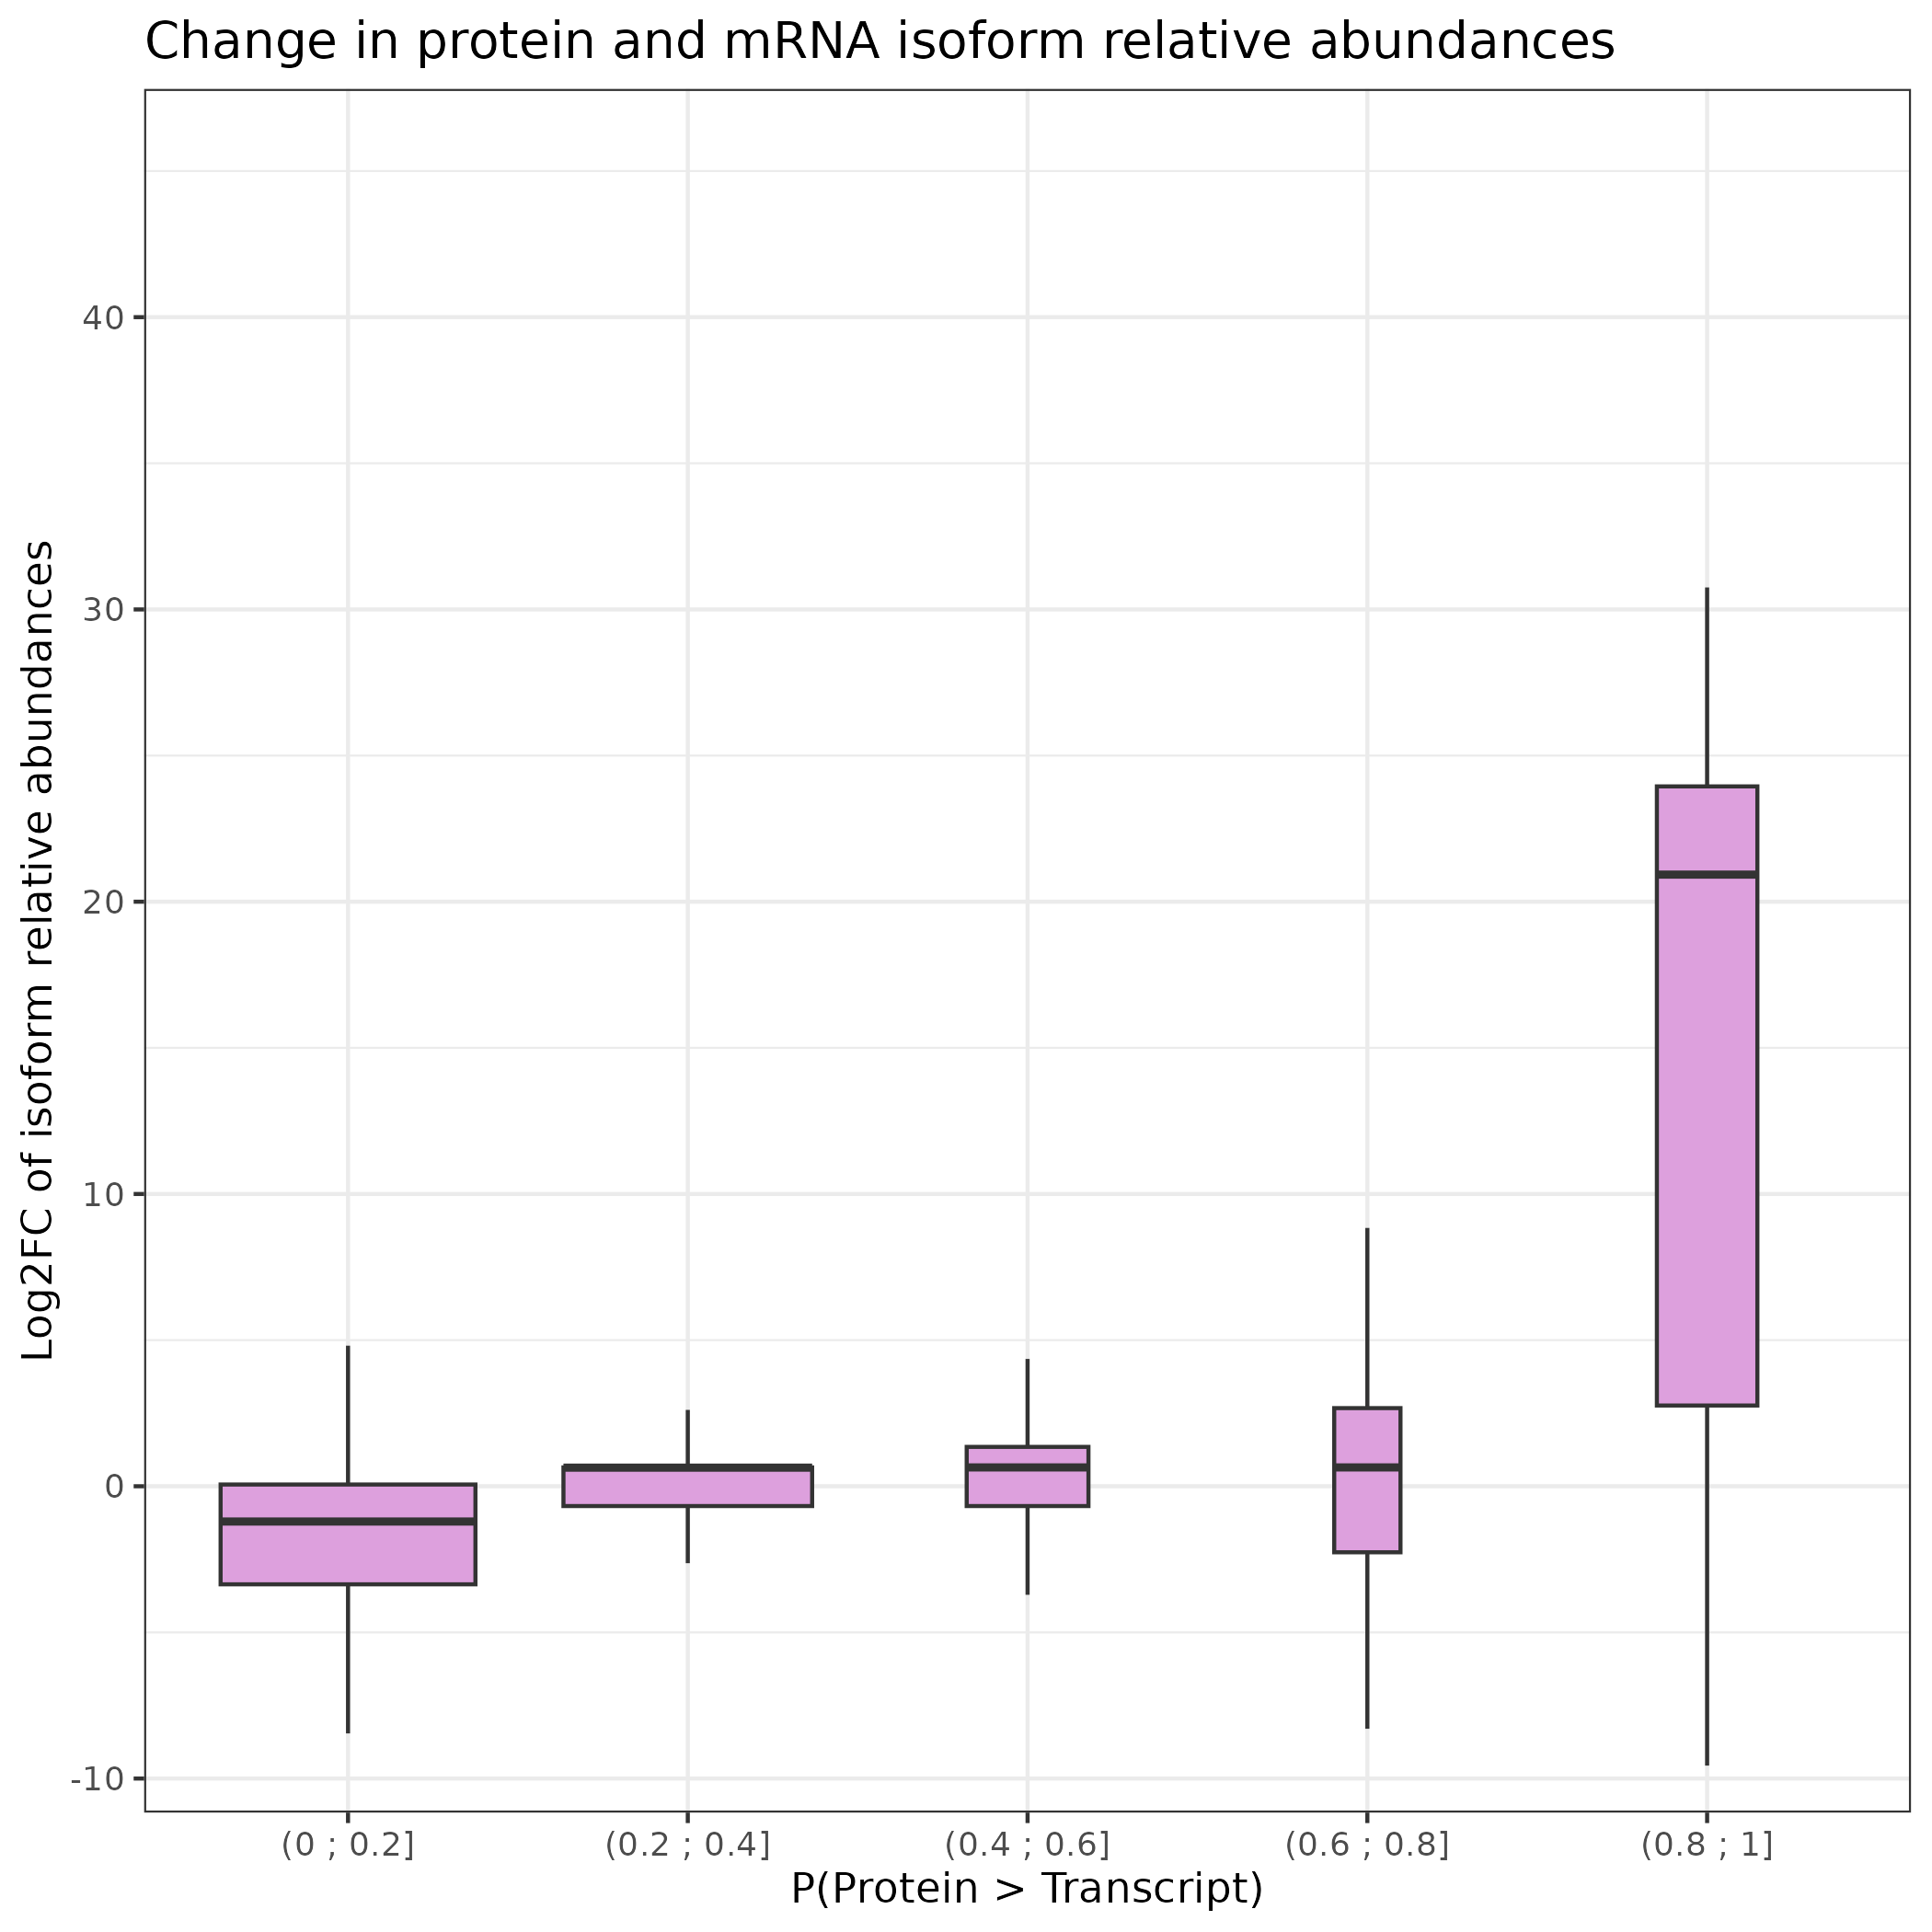 Change in protein and mRNA isoform relative abundances
Log2FC of isoform relative abundances
40
30
20
10
0
-10
(0 ; 0.2]
(0.2 ; 0.4]
(0.4 ; 0.6]
(0.6 ; 0.8]
(0.8 ; 1]
P(Protein > Transcript)